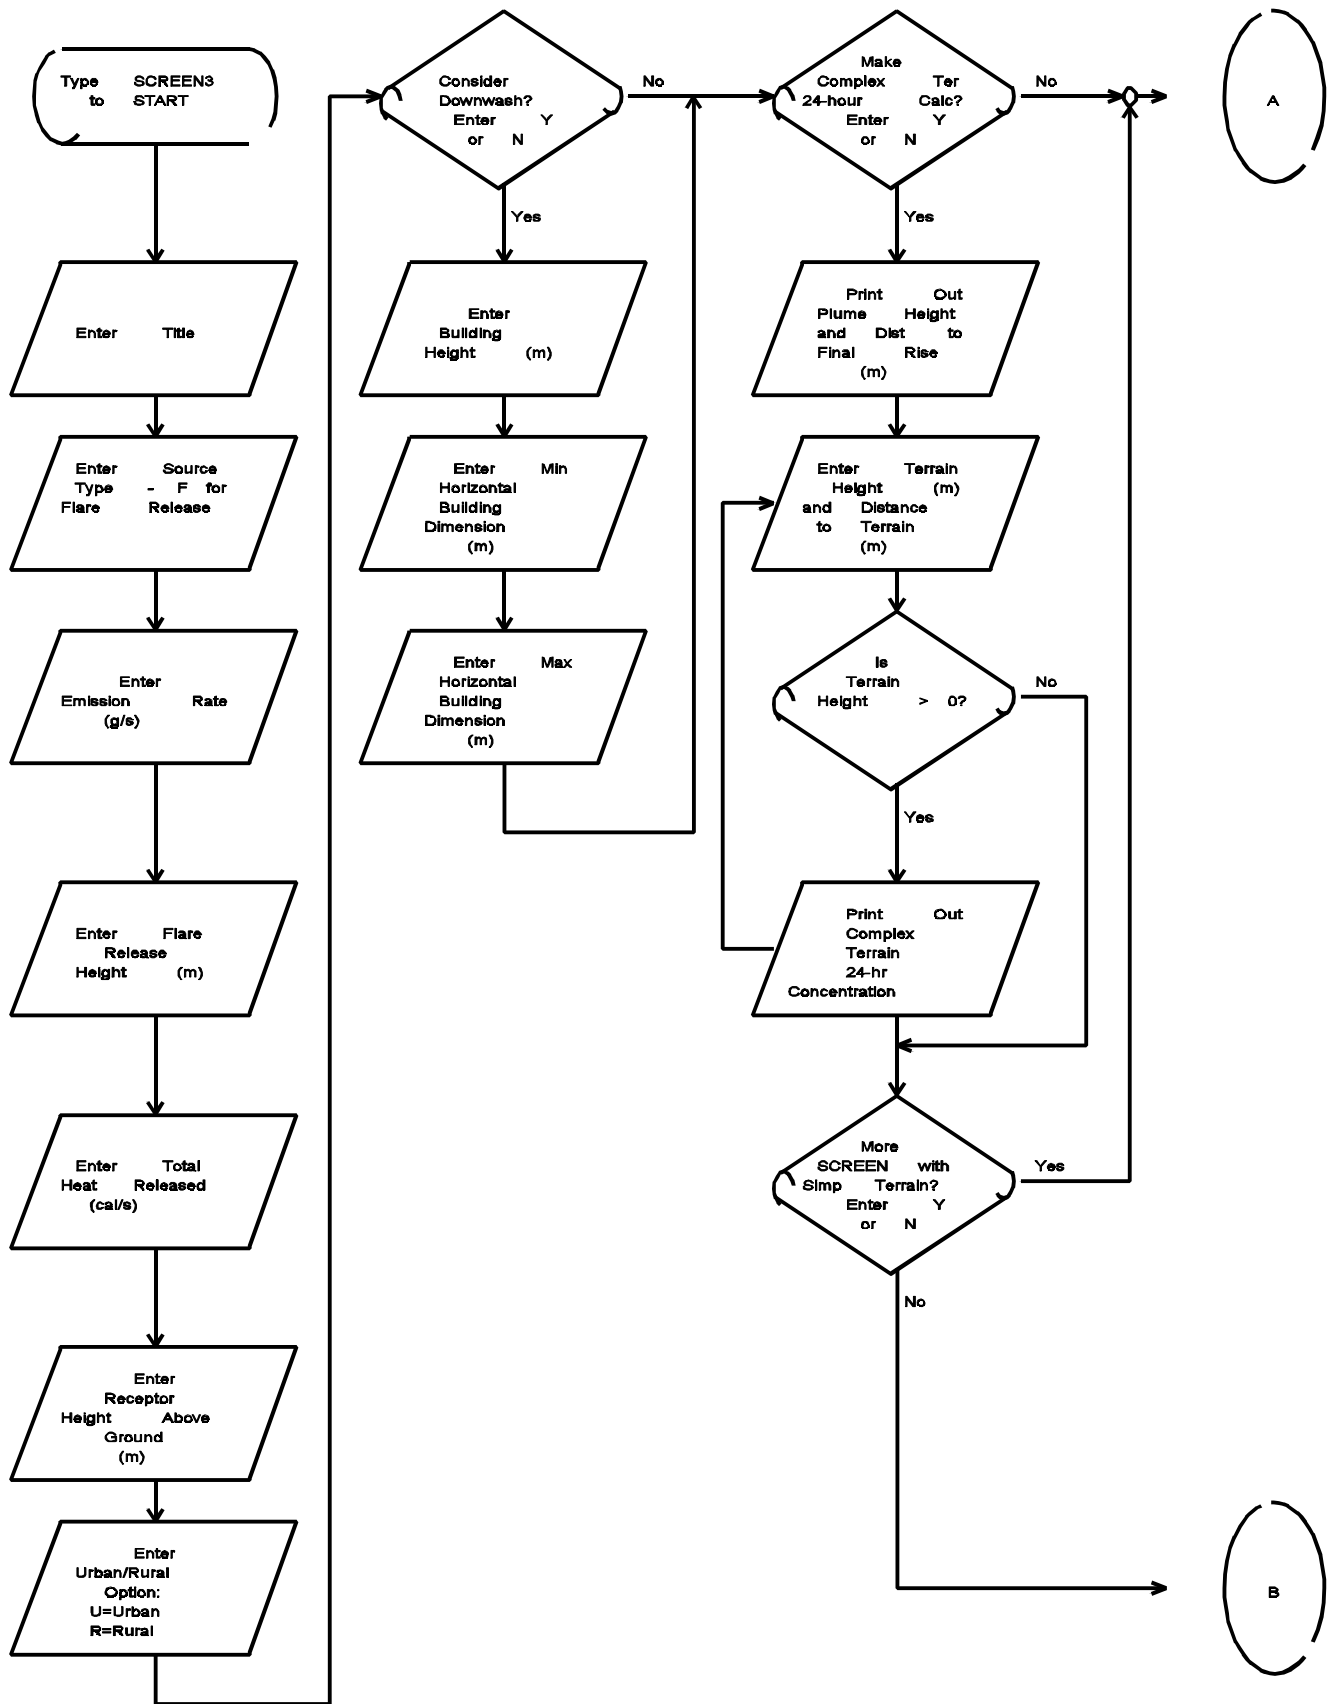 Type SCREEN3
to START
Enter Title
Enter Source
Type - F for
Flare Release
Enter
Emission Rate
(g/s)
Enter Flare
Release
Height (m)
Enter Total
Heat Released
(cal/s)
Enter
Receptor
Height Above
Ground
(m)
Enter
Urban/Rural
Option:
U=Urban
R=Rural
Consider
Downwash?
Enter Y
or N
No
Yes
Enter
Building
Height (m)
Enter Min
Horizontal
Building
Dimension
(m)
Enter Max
Horizontal
Building
Dimension
(m)
Make
Complex Ter
24-hour Calc?
Enter Y
or N
No
Yes
Print Out
Plume Height
and Dist to
Final Rise
(m)
Enter Terrain
Height (m)
and Distance
to Terrain
(m)
Is
Terrain
Height > 0?
No
Yes
Print Out
Complex
Terrain
24-hr
Concentration
More
SCREEN with
Simp Terrain?
Enter Y
or N
Yes
No
A
B